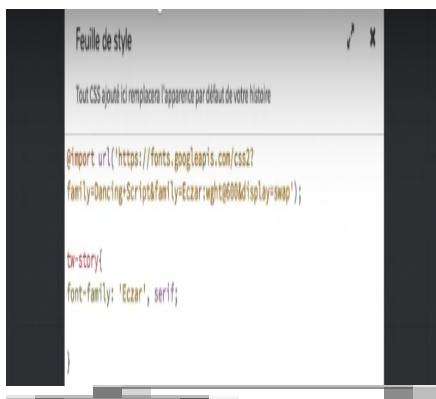 Feuille de style
Tout CSS ajouté ici remplacera l'apparence par défaut de votre histoire
@import url('https://fonts.googleapis.com/css2?
family=Dancing+Script&family=Eczar:wght@600&display=swap');
tw-story{
font-family: 'Eczar', serif;
}